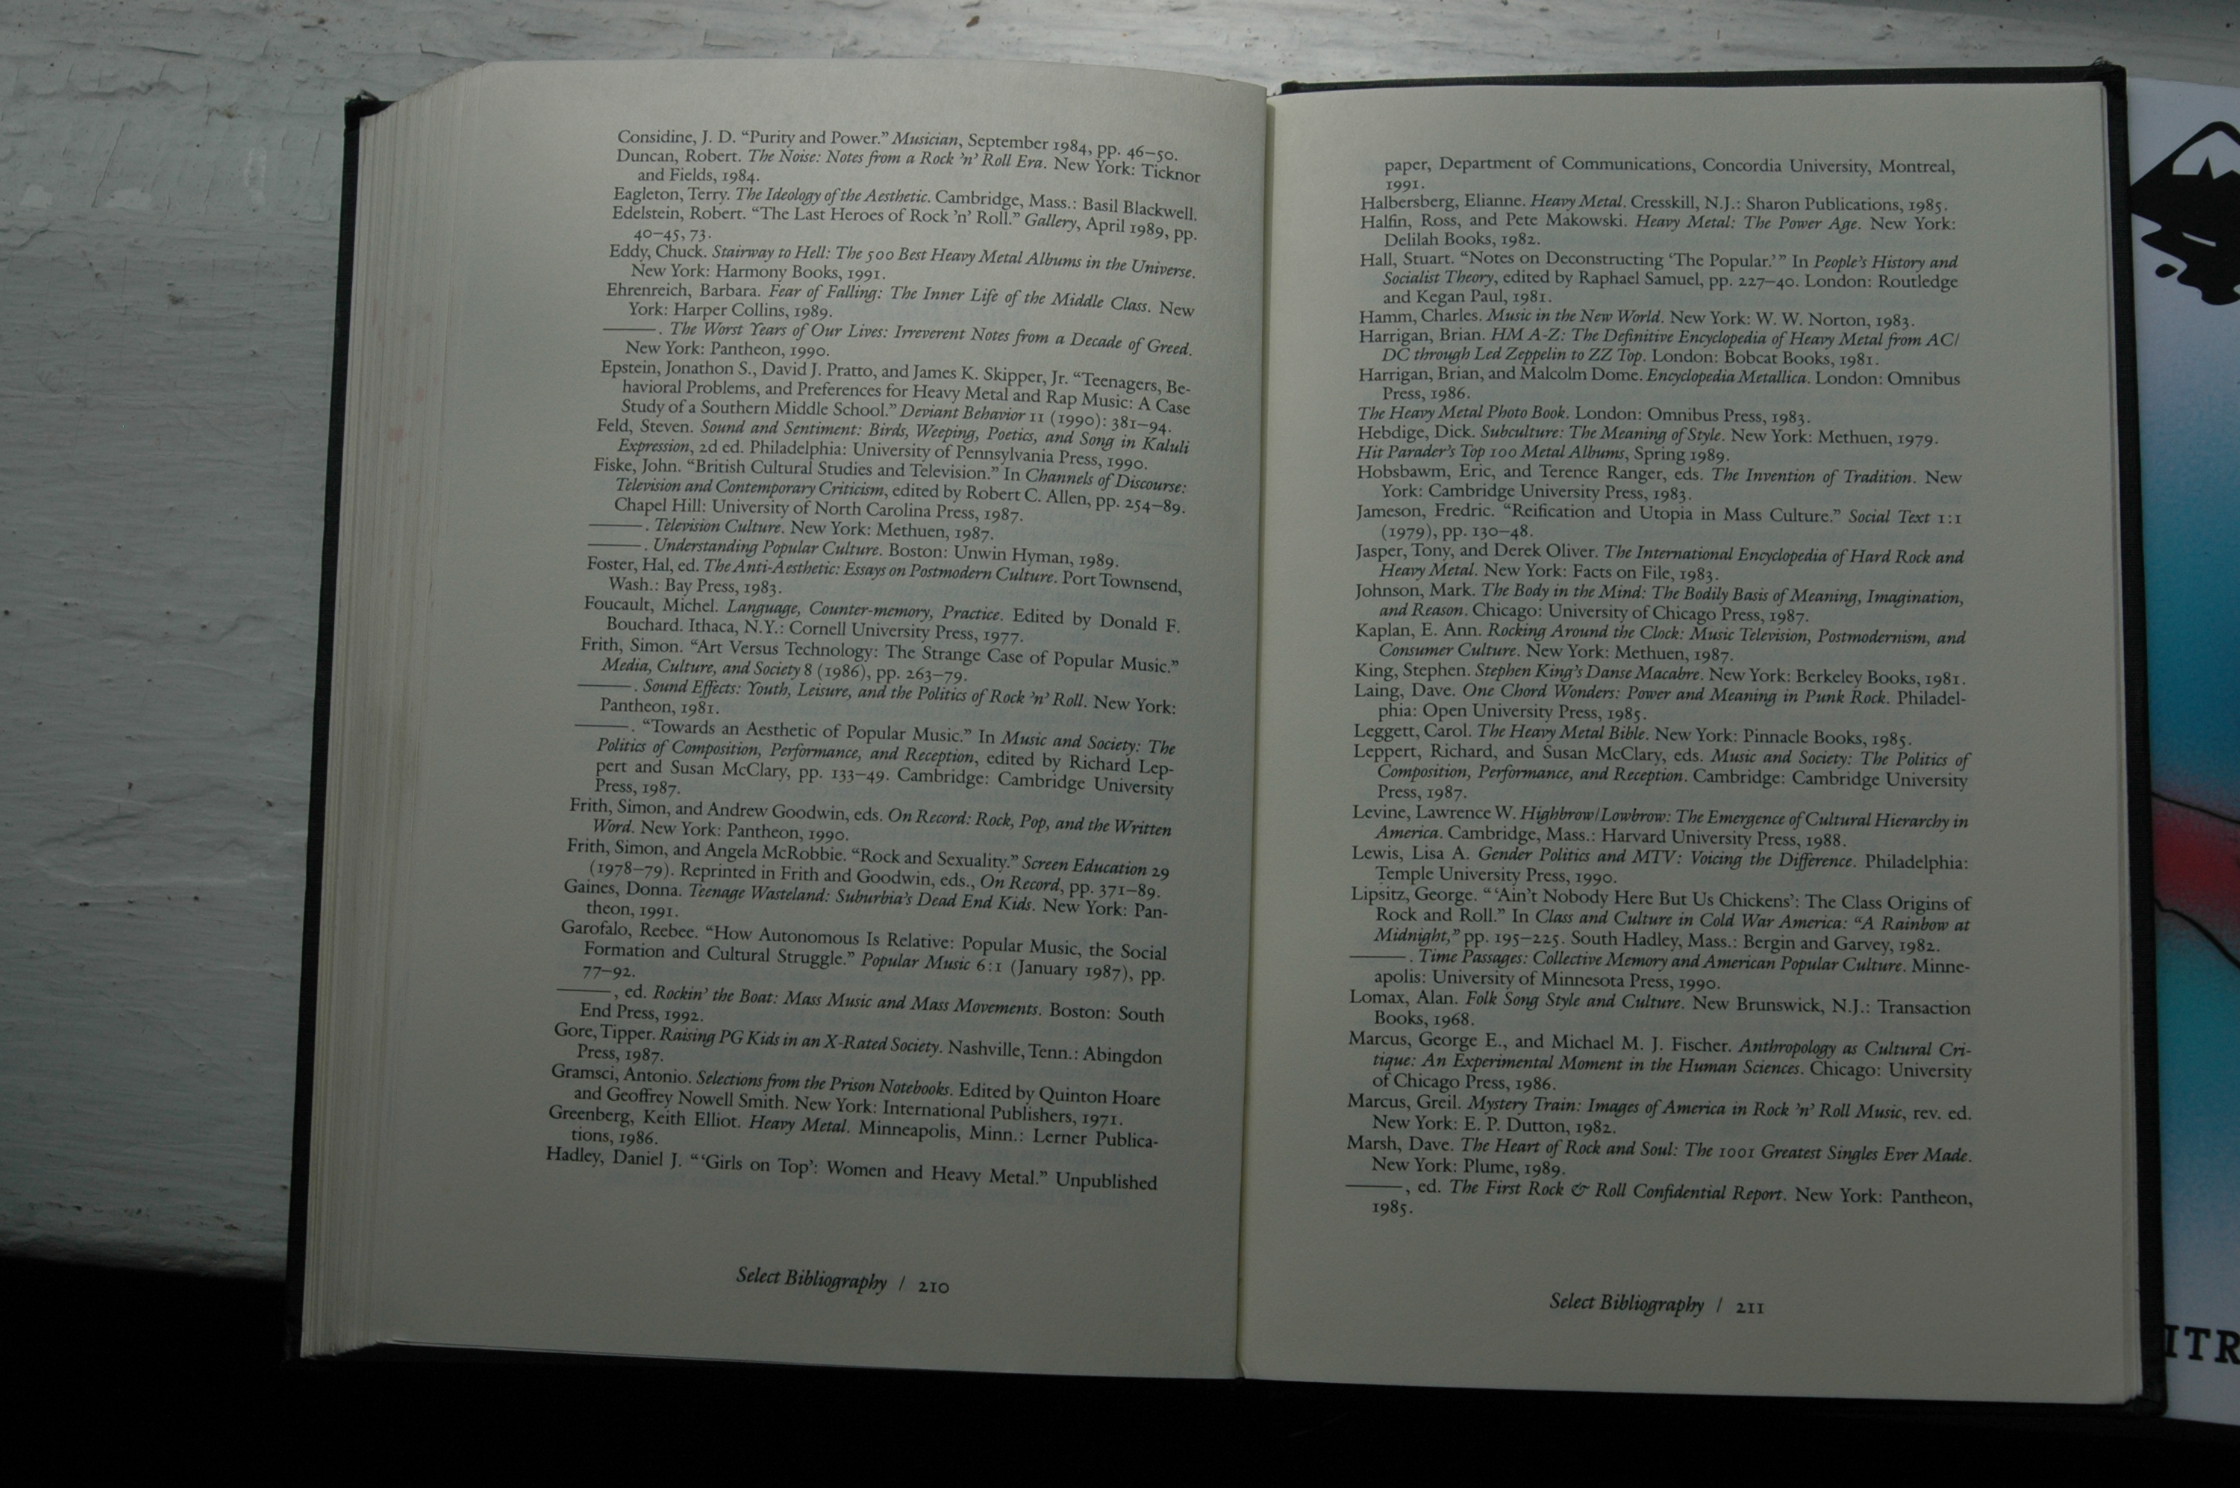 Considine, J. D. “Purity and Power.” Musician, September 1984, pp. 46–50.
Duncan, Robert. The Noise: Notes from a Rock ’n’ Roll Era. New York: Ticknor
and Fields, 1984.
Eagleton, Terry. The Ideology of the Aesthetic. Cambridge, Mass.: Basil Blackwell.
Edelstein, Robert. “The Last Heroes of Rock ’n’ Roll.” Gallery, April 1989, pp.
40–45, 73.
Eddy, Chuck. Stairway to Hell: The 500 Best Heavy Metal Albums in the Universe.
New York: Harmony Books, 1991.
Ehrenreich, Barbara. Fear of Falling: The Inner Life of the Middle Class. New
York: Harper Collins, 1989.
———. The Worst Years of Our Lives: Irreverent Notes from a Decade of Greed.
New York: Pantheon, 1990.
Epstein, Jonathon S., David J. Pratto, and James K. Skipper, Jr. “Teenagers, Be-
havioral Problems, and Preferences for Heavy Metal and Rap Music: A Case
Study of a Southern Middle School.” Deviant Behavior 11 (1990): 381–94.
Feld, Steven. Sound and Sentiment: Birds, Weeping, Poetics, and Song in Kaluli
Expression, 2d ed. Philadelphia: University of Pennsylvania Press, 1990.
Fiske, John. “British Cultural Studies and Television.” In Channels of Discourse:
Television and Contemporary Criticism, edited by Robert C. Allen, pp. 254–89.
Chapel Hill: University of North Carolina Press, 1987.
———. Television Culture. New York: Methuen, 1987.
———. Understanding Popular Culture. Boston: Unwin Hyman, 1989.
Foster, Hal, ed. The Anti-Aesthetic: Essays on Postmodern Culture. Port Townsend,
Wash.: Bay Press, 1983.
Foucault, Michel. Language, Counter-memory, Practice. Edited by Donald F.
Bouchard. Ithaca, N.Y.: Cornell University Press, 1977.
Frith, Simon. “Art Versus Technology: The Strange Case of Popular Music.”
Media, Culture, and Society 8 (1986), pp. 263–79.
———. Sound Effects: Youth, Leisure, and the Politics of Rock ’n’ Roll. New York:
Pantheon, 1981.
———. “Towards an Aesthetic of Popular Music.” In Music and Society: The
Politics of Composition, Performance, and Reception, edited by Richard Lep-
pert and Susan McClary, pp. 133–49. Cambridge: Cambridge University
Press, 1987.
Frith, Simon, and Andrew Goodwin, eds. On Record: Rock, Pop, and the Written
Word. New York: Pantheon, 1990.
Frith, Simon, and Angela McRobbie. “Rock and Sexuality.” Screen Education 29
(1978–79). Reprinted in Frith and Goodwin, eds., On Record, pp. 371–89.
Gaines, Donna. Teenage Wasteland: Suburbia’s Dead End Kids. New York: Pan-
theon, 1991.
Garofalo, Reebee. “How Autonomous Is Relative: Popular Music, the Social
Formation and Cultural Struggle.” Popular Music 6:1 (January 1987), pp.
77–92.
———, ed. Rockin’ the Boat: Mass Music and Mass Movements. Boston: South
End Press, 1992.
Gore, Tipper. Raising PG Kids in an X-Rated Society. Nashville, Tenn.: Abingdon
Press, 1987.
Gramsci, Antonio. Selections from the Prison Notebooks. Edited by Quinton Hoare
and Geoffrey Nowell Smith. New York: International Publishers, 1971.
Greenberg, Keith Elliot. Heavy Metal. Minneapolis, Minn.: Lerner Publica-
tions, 1986.
Hadley, Daniel J. “‘Girls on Top’: Women and Heavy Metal.” Unpublished
Select Bibliography / 210
paper, Department of Communications, Concordia University, Montreal,
1991.
Halbersberg, Elianne. Heavy Metal. Cresskill, N.J.: Sharon Publications, 1985.
Halfin, Ross, and Pete Makowski. Heavy Metal: The Power Age. New York:
Delilah Books, 1982.
Hall, Stuart. “Notes on Deconstructing ‘The Popular.’” In People’s History and
Socialist Theory, edited by Raphael Samuel, pp. 227–40. London: Routledge
and Kegan Paul, 1981.
Hamm, Charles. Music in the New World. New York: W. W. Norton, 1983.
Harrigan, Brian. HM A-Z: The Definitive Encyclopedia of Heavy Metal from AC/
DC through Led Zeppelin to ZZ Top. London: Bobcat Books, 1981.
Harrigan, Brian, and Malcolm Dome. Encyclopedia Metallica. London: Omnibus
Press, 1986.
The Heavy Metal Photo Book. London: Omnibus Press, 1983.
Hebdige, Dick. Subculture: The Meaning of Style. New York: Methuen, 1979.
Hit Parader’s Top 100 Metal Albums, Spring 1989.
Hobsbawm, Eric, and Terence Ranger, eds. The Invention of Tradition. New
York: Cambridge University Press, 1983.
Jameson, Fredric. “Reification and Utopia in Mass Culture.” Social Text 1:1
(1979), pp. 130–48.
Jasper, Tony, and Derek Oliver. The International Encyclopedia of Hard Rock and
Heavy Metal. New York: Facts on File, 1983.
Johnson, Mark. The Body in the Mind: The Bodily Basis of Meaning, Imagination,
and Reason. Chicago: University of Chicago Press, 1987.
Kaplan, E. Ann. Rocking Around the Clock: Music Television, Postmodernism, and
Consumer Culture. New York: Methuen, 1987.
King, Stephen. Stephen King’s Danse Macabre. New York: Berkeley Books, 1981.
Laing, Dave. One Chord Wonders: Power and Meaning in Punk Rock. Philadel-
phia: Open University Press, 1985.
Leggett, Carol. The Heavy Metal Bible. New York: Pinnacle Books, 1985.
Leppert, Richard, and Susan McClary, eds. Music and Society: The Politics of
Composition, Performance, and Reception. Cambridge: Cambridge University
Press, 1987.
Levine, Lawrence W. Highbrow/Lowbrow: The Emergence of Cultural Hierarchy in
America. Cambridge, Mass.: Harvard University Press, 1988.
Lewis, Lisa A. Gender Politics and MTV: Voicing the Difference. Philadelphia:
Temple University Press, 1990.
Lipsitz, George. “‘Ain’t Nobody Here But Us Chickens’: The Class Origins of
Rock and Roll.” In Class and Culture in Cold War America: “A Rainbow at
Midnight,” pp. 195–225. South Hadley, Mass.: Bergin and Garvey, 1982.
———. Time Passages: Collective Memory and American Popular Culture. Minne-
apolis: University of Minnesota Press, 1990.
Lomax, Alan. Folk Song Style and Culture. New Brunswick, N.J.: Transaction
Books, 1968.
Marcus, George E., and Michael M. J. Fischer. Anthropology as Cultural Cri-
tique: An Experimental Moment in the Human Sciences. Chicago: University
of Chicago Press, 1986.
Marcus, Greil. Mystery Train: Images of America in Rock ’n’ Roll Music, rev. ed.
New York: E. P. Dutton, 1982.
Marsh, Dave. The Heart of Rock and Soul: The 1001 Greatest Singles Ever Made.
New York: Plume, 1989.
———, ed. The First Rock & Roll Confidential Report. New York: Pantheon,
1985.
Select Bibliography / 211
ITR